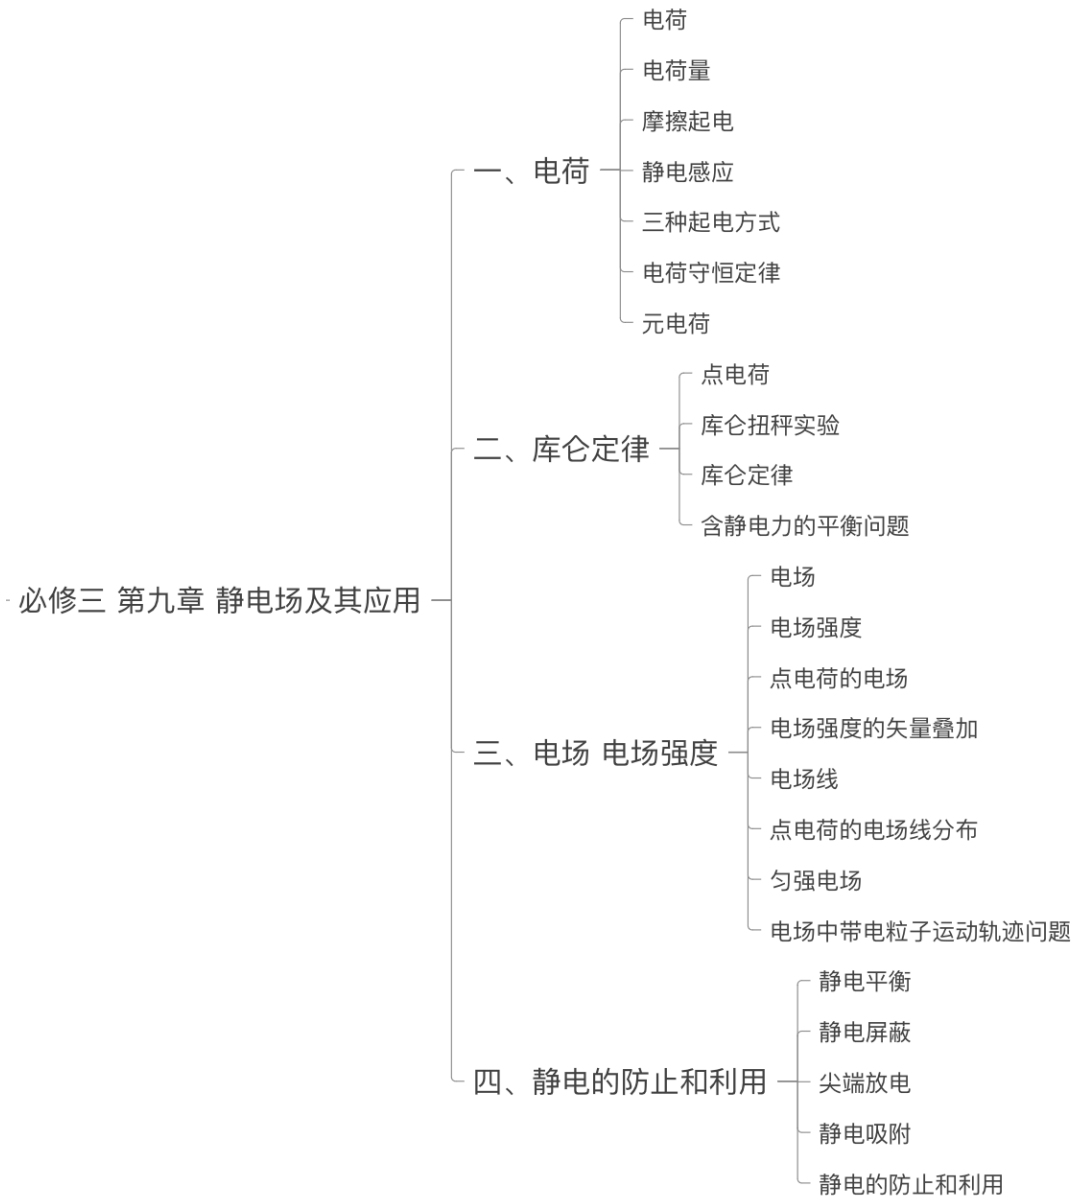 必修三 第九章 静电场及其应用
一、电荷
电荷
电荷量
摩擦起电
静电感应
三种起电方式
电荷守恒定律
元电荷
二、库仑定律
点电荷
库仑扭秤实验
库仑定律
含静电力的平衡问题
三、电场 电场强度
电场
电场强度
点电荷的电场
电场强度的矢量叠加
电场线
点电荷的电场线分布
匀强电场
电场中带电粒子运动轨迹问题
四、静电的防止和利用
静电平衡
静电屏蔽
尖端放电
静电吸附
静电的防止和利用